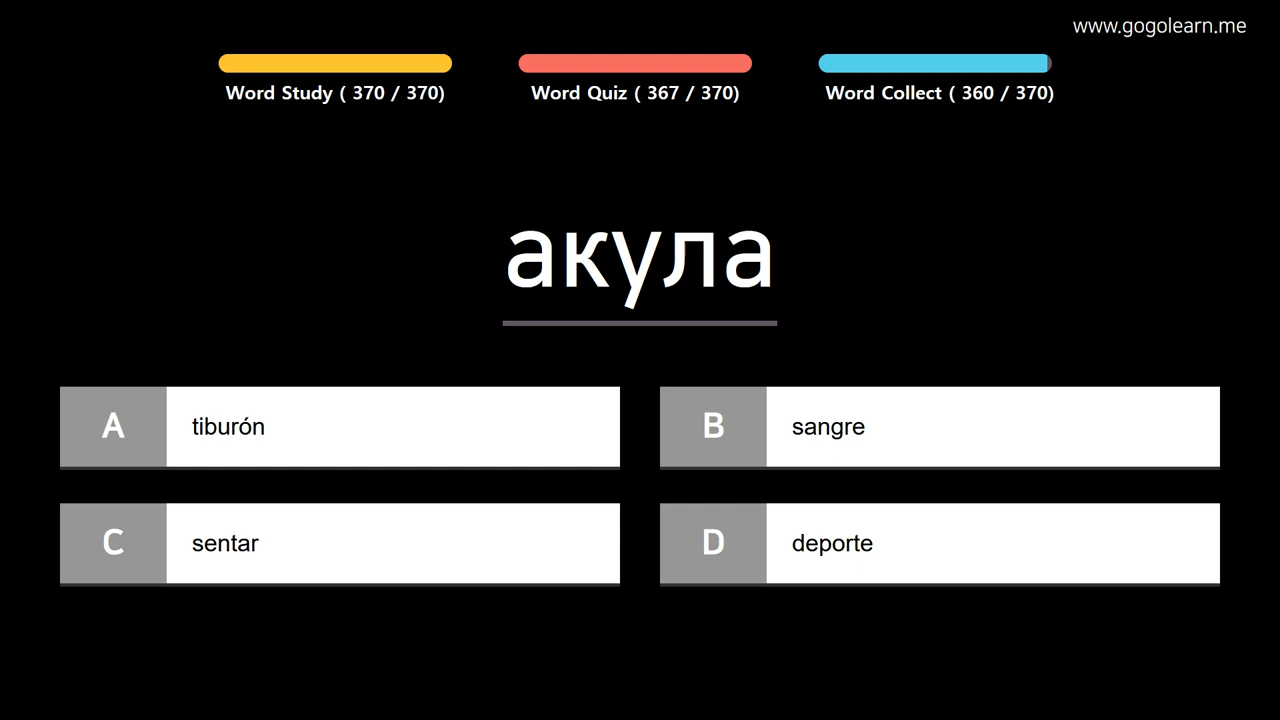 www.gogolearn.me
Word Study ( 370 / 370)
Word Quiz ( 367 / 370)
Word Collect ( 360 / 370)
акула
A tiburón
B sangre
C sentar
D deporte